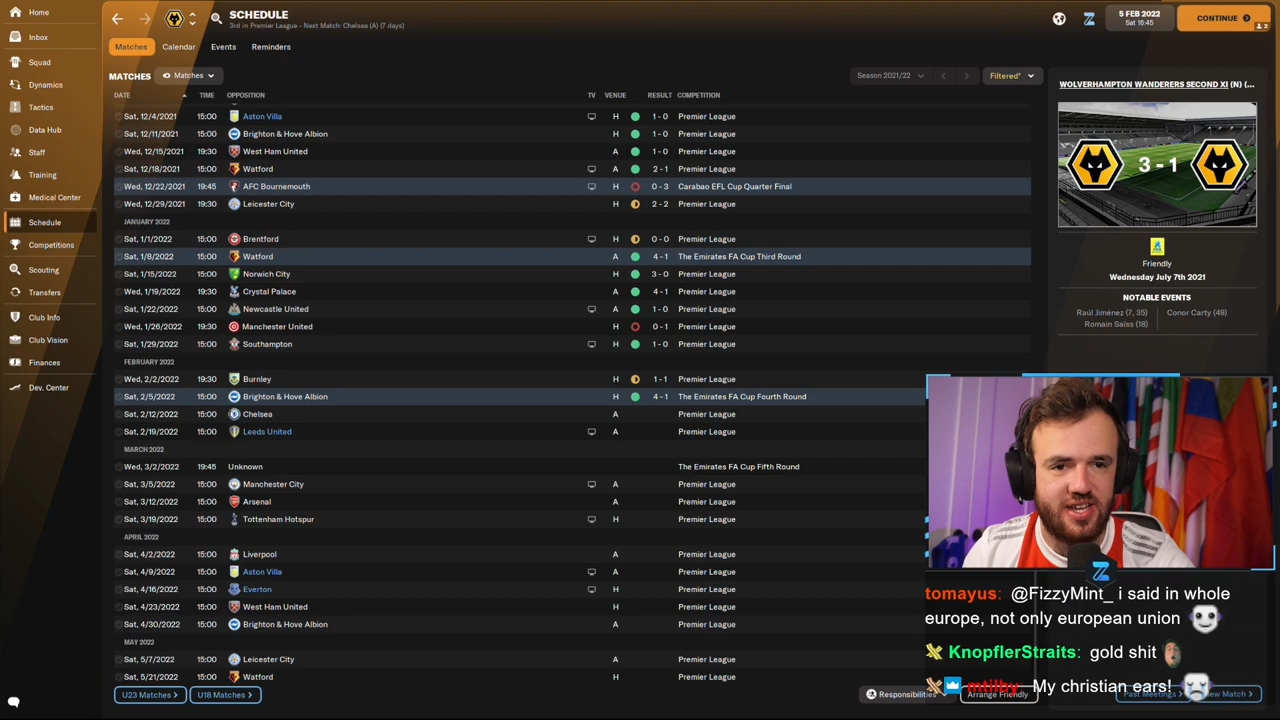 Home
SCHEDULE
3rd in Premier League - Next Match: Chelsea (A) (7 days)
5 FEB 2022
Sat 16:45
CONTINUE
2
Inbox
Squad
Dynamics
Tactics
Data Hub
Staff
Training
Medical Center
Schedule
Competitions
Scouting
Transfers
Club Info
Club Vision
Finances
Dev. Center
Matches Calendar Events Reminders
MATCHES Matches Season 2021/22 Filtered*
DATE TIME OPPOSITION TV VENUE RESULT COMPETITION
Sat, 12/4/2021 15:00 Aston Villa H 1 - 0 Premier League
Sat, 12/11/2021 15:00 Brighton & Hove Albion H 1 - 0 Premier League
Wed, 12/15/2021 19:30 West Ham United A 1 - 0 Premier League
Sat, 12/18/2021 15:00 Watford A 2 - 1 Premier League
Wed, 12/22/2021 19:45 AFC Bournemouth H 0 - 3 Carabao EFL Cup Quarter Final
Wed, 12/29/2021 19:30 Leicester City H 2 - 2 Premier League
JANUARY 2022
Sat, 1/1/2022 15:00 Brentford H 0 - 0 Premier League
Sat, 1/8/2022 15:00 Watford A 4 - 1 The Emirates FA Cup Third Round
Sat, 1/15/2022 15:00 Norwich City H 3 - 0 Premier League
Wed, 1/19/2022 19:30 Crystal Palace A 4 - 1 Premier League
Sat, 1/22/2022 15:00 Newcastle United A 1 - 0 Premier League
Wed, 1/26/2022 19:30 Manchester United H 0 - 1 Premier League
Sat, 1/29/2022 15:00 Southampton H 1 - 0 Premier League
FEBRUARY 2022
Wed, 2/2/2022 19:30 Burnley H 1 - 1 Premier League
Sat, 2/5/2022 15:00 Brighton & Hove Albion H 4 - 1 The Emirates FA Cup Fourth Round
Sat, 2/12/2022 15:00 Chelsea A Premier League
Sat, 2/19/2022 15:00 Leeds United A Premier League
MARCH 2022
Wed, 3/2/2022 19:45 Unknown The Emirates FA Cup Fifth Round
Sat, 3/5/2022 15:00 Manchester City A Premier League
Sat, 3/12/2022 15:00 Arsenal A Premier League
Sat, 3/19/2022 15:00 Tottenham Hotspur H Premier League
APRIL 2022
Sat, 4/2/2022 15:00 Liverpool A Premier League
Sat, 4/9/2022 15:00 Aston Villa A Premier League
Sat, 4/16/2022 15:00 Everton H Premier League
Sat, 4/23/2022 15:00 West Ham United H Premier League
Sat, 4/30/2022 15:00 Brighton & Hove Albion A Premier League
MAY 2022
Sat, 5/7/2022 15:00 Leicester City A Premier League
Sat, 5/21/2022 15:00 Watford H Premier League
U23 Matches > U18 Matches > Responsibilities Arrange Friendly Past Meetings View Match >
WOLVERHAMPTON WANDERERS SECOND XI (N) (...
3 - 1
Friendly
Wednesday July 7th 2021
NOTABLE EVENTS
Raúl Jiménez (7, 35) Conor Carty (49)
Romain Saïss (18)
tomayus: @FizzyMint_ i said in whole
europe, not only european union
KnopflerStraits: gold shit
mtilby: My christian ears!